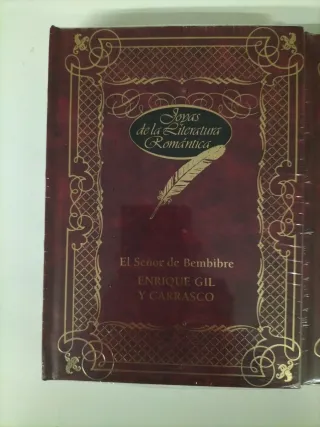 Joyas
de la Literatura
Romántica
El Señor de Bembibre
ENRIQUE GIL
Y CARRASCO